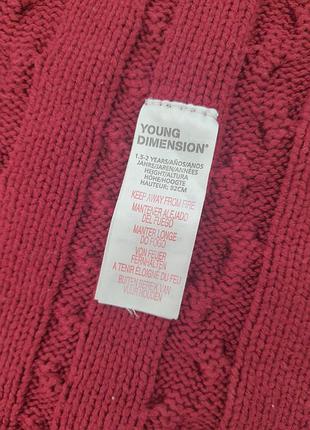 YOUNG
DIMENSION®
1.5-2 YEARS/AÑOS/ANOS
JAHRE/JAREN/ANNÉES
HEIGHT/ALTURA
HÖHE/HOOGTE
HAUTEUR: 92CM
KEEP AWAY FROM FIRE
MANTENER ALEJADO
DEL FUEGO
MANTER LONGE
DO FOGO
VON FEUER
FERNHALTEN
A TENIR ÉLOIGNE DU FEU
BUITEN BEREIK VAN
VUUR HOUDEN